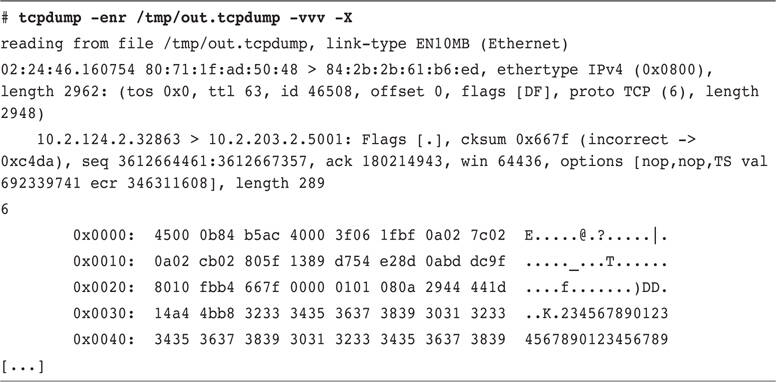 # tcpdump -enr /tmp/out.tcpdump -vvv -X
reading from file /tmp/out.tcpdump, link-type EN10MB (Ethernet)
02:24:46.160754 80:71:1f:ad:50:48 > 84:2b:2b:61:b6:ed, ethertype IPv4 (0x0800),
length 2962: (tos 0x0, ttl 63, id 46508, offset 0, flags [DF], proto TCP (6), length
2948)
    10.2.124.2.32863 > 10.2.203.2.5001: Flags [.], cksum 0x667f (incorrect ->
0xc4da), seq 3612664461:3612667357, ack 180214943, win 64436, options [nop,nop,TS val
692339741 ecr 346311608], length 289
6
        0x0000:  4500 0b84 b5ac 4000 3f06 1fbf 0a02 7c02  E.....@.?.....|.
        0x0010:  0a02 cb02 805f 1389 d754 e28d 0abd dc9f  ....._...T......
        0x0020:  8010 fbb4 667f 0000 0101 080a 2944 441d  ....f.......)DD.
        0x0030:  14a4 4bb8 3233 3435 3637 3839 3031 3233  ..K.234567890123
        0x0040:  3435 3637 3839 3031 3233 3435 3637 3839  4567890123456789
[...]